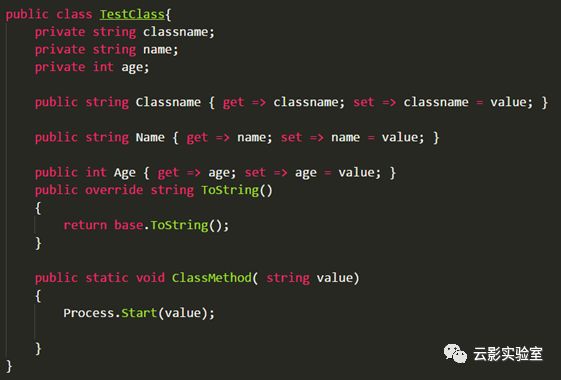 public class TestClass{
    private string classname;
    private string name;
    private int age;

    public string Classname { get => classname; set => classname = value; }

    public string Name { get => name; set => name = value; }

    public int Age { get => age; set => age = value; }
    public override string ToString()
    {
        return base.ToString();
    }

    public static void ClassMethod( string value)
    {
        Process.Start(value);

    }
}
云影实验室